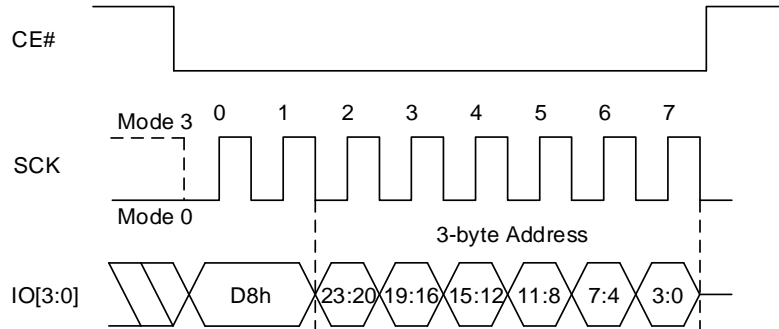 CE#
0 1 2 3 4 5 6 7
Mode 3
SCK
Mode 0
3-byte Address
IO[3:0] D8h 23:20 19:16 15:12 11:8 7:4 3:0